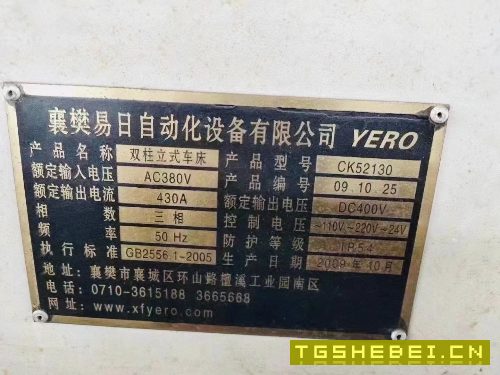 襄樊易日自动化设备有限公司 YERO
产品名称 双柱立式车床 产品型号 CK52130
额定输入电压 AC380V 产品编号 09.10.25
额定输出电流 430A 额定输出电压 DC400V
相数 三相 控制电压 ~110V~220V~24V
频率 50 Hz 防护等级 IP54
执行标准 GB2556.1-2005 生产日期 2009年10月
地址：襄樊市襄城区环山路檀溪工业园南区
电话：0710-3615188 3665668
网址：www.xfyero.com
TGSHEBEI.CN